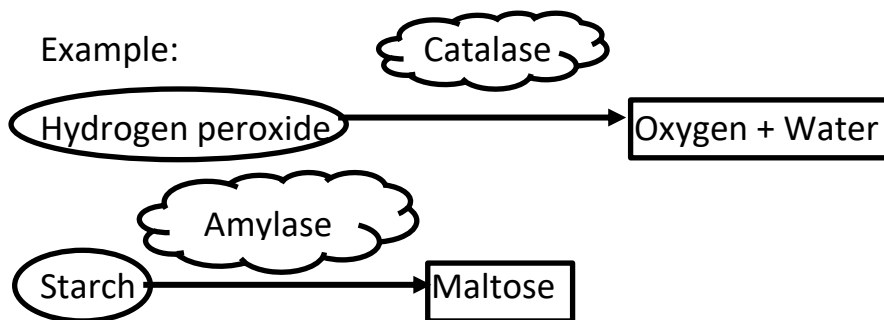 Example:
Catalase
Hydrogen peroxide
Oxygen + Water
Amylase
Starch
Maltose